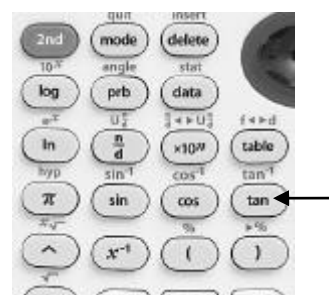 quit insert
2nd mode delete
10ˣ angle stat
log prb data
eˣ f◄►d
ln n/d ×10ⁿ table
hyp sin⁻¹ cos⁻¹ tan⁻¹
π sin cos tan
ˣ√ % ►%
^ x⁻¹ ( )
√